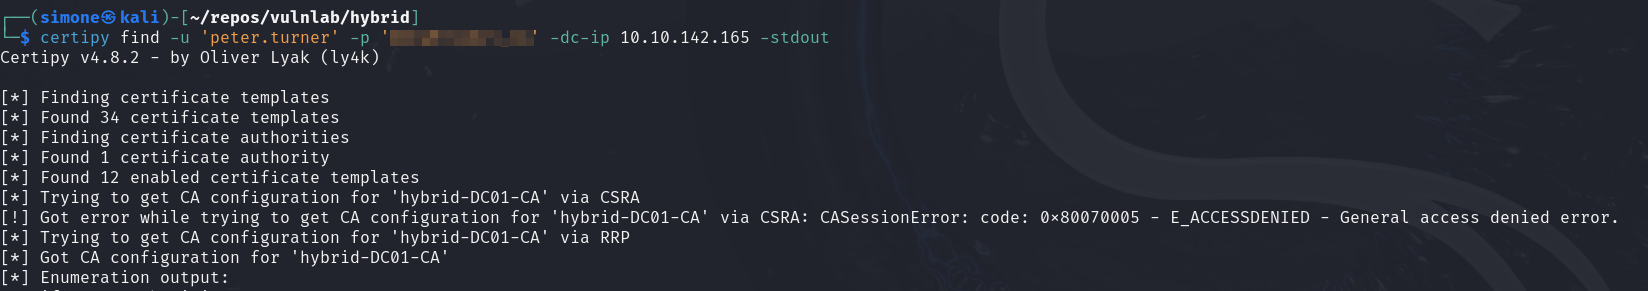 ┌──(simone㉿kali)-[~/repos/vulnlab/hybrid]
└─$ certipy find -u 'peter.turner' -p '' -dc-ip 10.10.142.165 -stdout
Certipy v4.8.2 - by Oliver Lyak (ly4k)
[*] Finding certificate templates
[*] Found 34 certificate templates
[*] Finding certificate authorities
[*] Found 1 certificate authority
[*] Found 12 enabled certificate templates
[*] Trying to get CA configuration for 'hybrid-DC01-CA' via CSRA
[!] Got error while trying to get CA configuration for 'hybrid-DC01-CA' via CSRA: CASessionError: code: 0×80070005 - E_ACCESSDENIED - General access denied error.
[*] Trying to get CA configuration for 'hybrid-DC01-CA' via RRP
[*] Got CA configuration for 'hybrid-DC01-CA'
[*] Enumeration output: